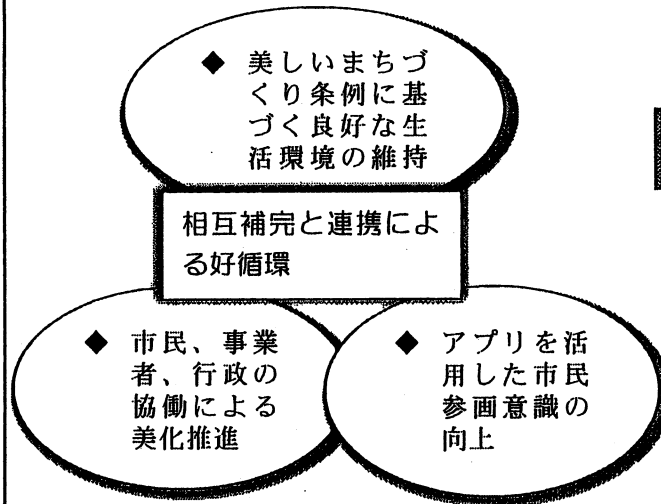 ◆ 美しいまちづ
くり条例に基
づく良好な生
活環境の維持
相互補完と連携によ
る好循環
◆ 市民、事業
者、行政の
協働による
美化推進
◆ アプリを活
用した市民
参画意識の
向上